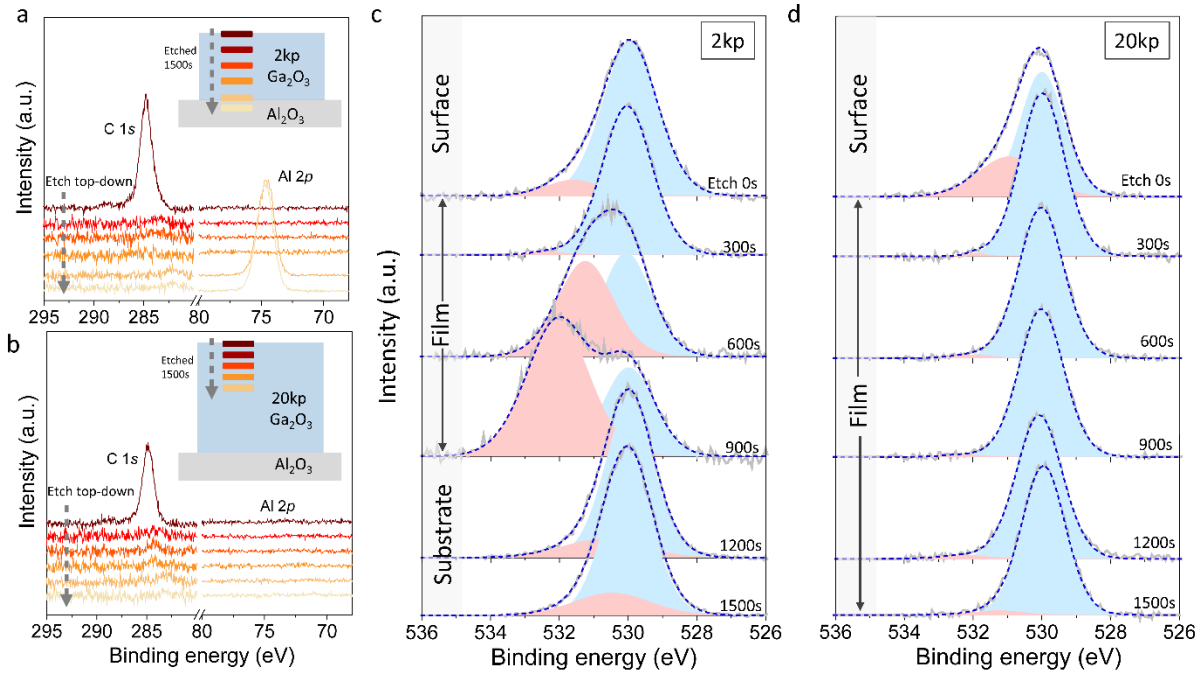 a
Intensity (a.u.)
Etched
1500s
2kp
Ga₂O₃
Al₂O₃
C 1s
Al 2p
Etch top-down
295 290 285 80 75 70
b
Intensity (a.u.)
Etched
1500s
20kp
Ga₂O₃
Al₂O₃
C 1s
Al 2p
Etch top-down
295 290 285 80 75 70
Binding energy (eV)
c
2kp
Intensity (a.u.)
Surface
Film
Substrate
Etch 0s
300s
600s
900s
1200s
1500s
536 534 532 530 528 526
Binding energy (eV)
d
20kp
Surface
Film
Etch 0s
300s
600s
900s
1200s
1500s
536 534 532 530 528 526
Binding energy (eV)